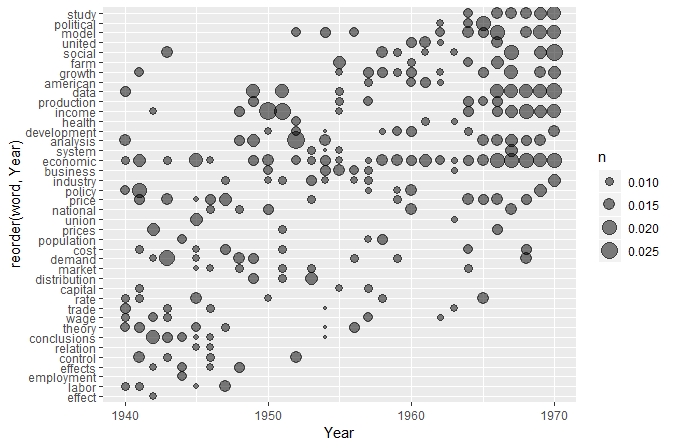 study
political
model
united
social
farm
growth
american
data
production
income
health
development
analysis
system
economic
business
industry
policy
price
national
union
prices
population
cost
demand
market
distribution
capital
rate
trade
wage
theory
conclusions
relation
control
effects
employment
labor
effect
reorder(word, Year)
1940
1950
1960
1970
Year
n
0.010
0.015
0.020
0.025